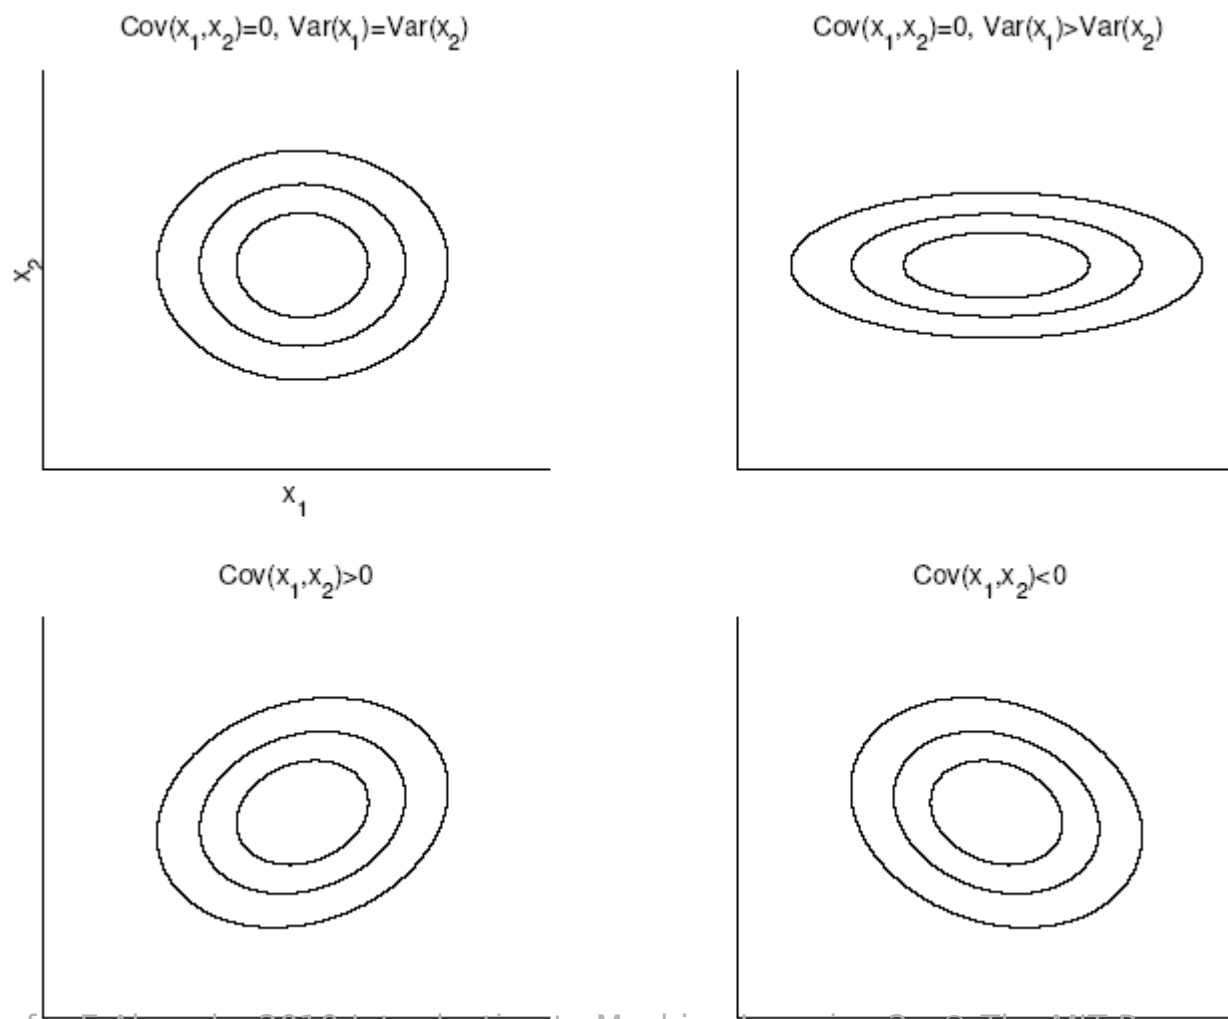 Cov(x₁,x₂)=0, Var(x₁)=Var(x₂)
Cov(x₁,x₂)=0, Var(x₁)>Var(x₂)
x₂
x₁
Cov(x₁,x₂)>0
Cov(x₁,x₂)<0